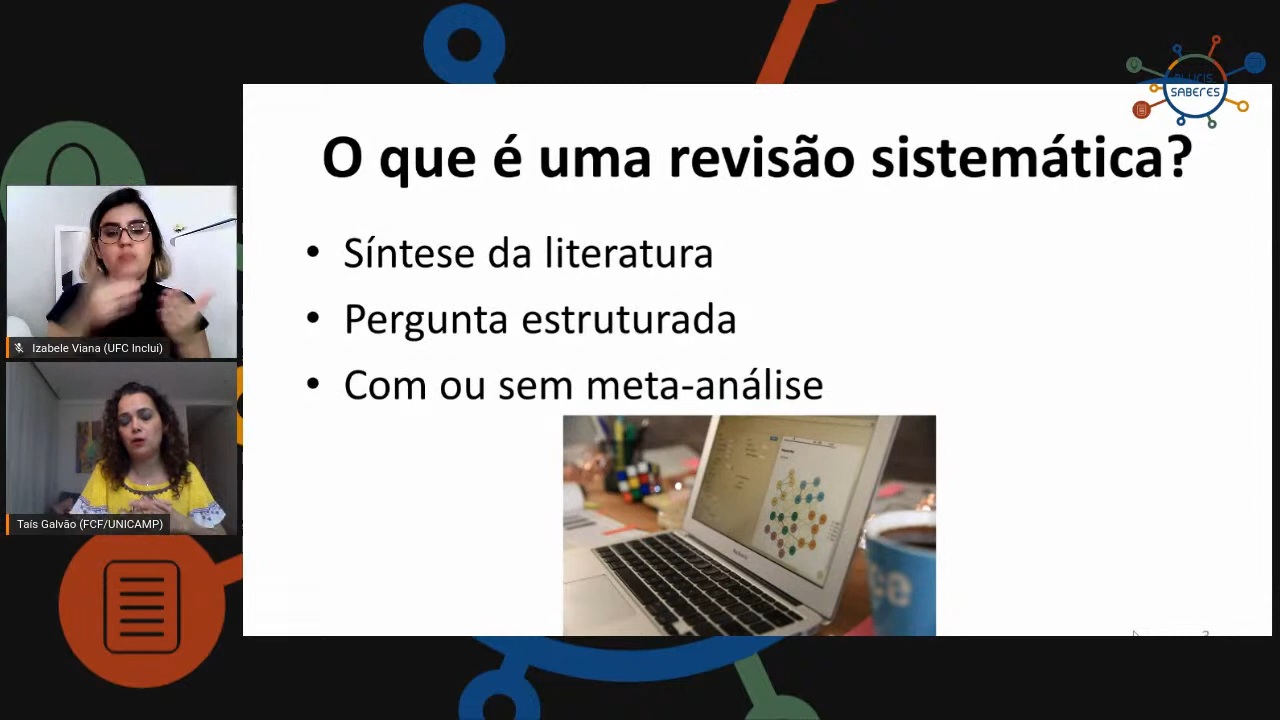 SABERES
O que é uma revisão sistemática?
• Síntese da literatura
• Pergunta estruturada
• Com ou sem meta-análise
Izabele Viana (UFC Inclui)
Taís Galvão (FCF/UNICAMP)
3